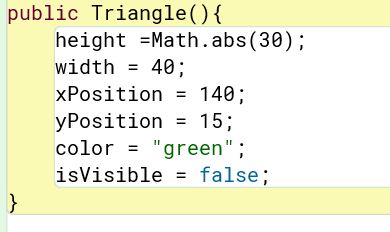 public Triangle(){
height =Math.abs(30);
width = 40;
xPosition = 140;
yPosition = 15;
color = "green";
isVisible = false;
}